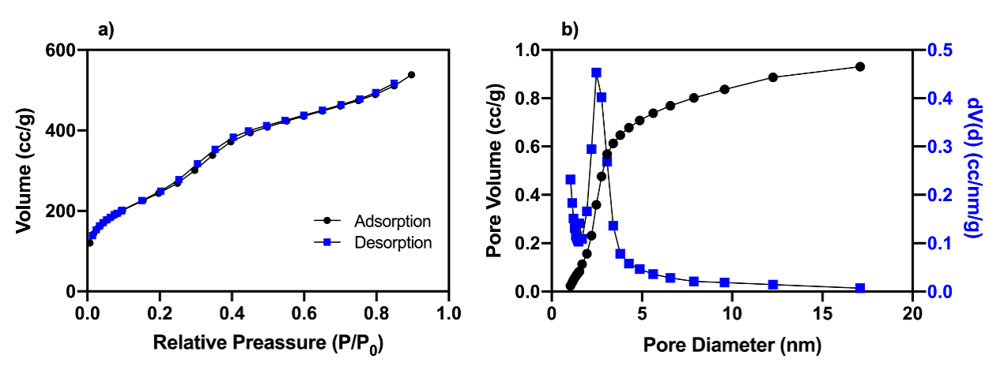 a)
Volume (cc/g)
600
400
200
0
0.0 0.2 0.4 0.6 0.8 1.0
Relative Preassure (P/P0)
Adsorption
Desorption
b)
Pore Volume (cc/g)
1.0
0.8
0.6
0.4
0.2
0.0
0 5 10 15 20
Pore Diameter (nm)
0.5
0.4
0.3
0.2
0.1
0.0
dV(d) (cc/nm/g)